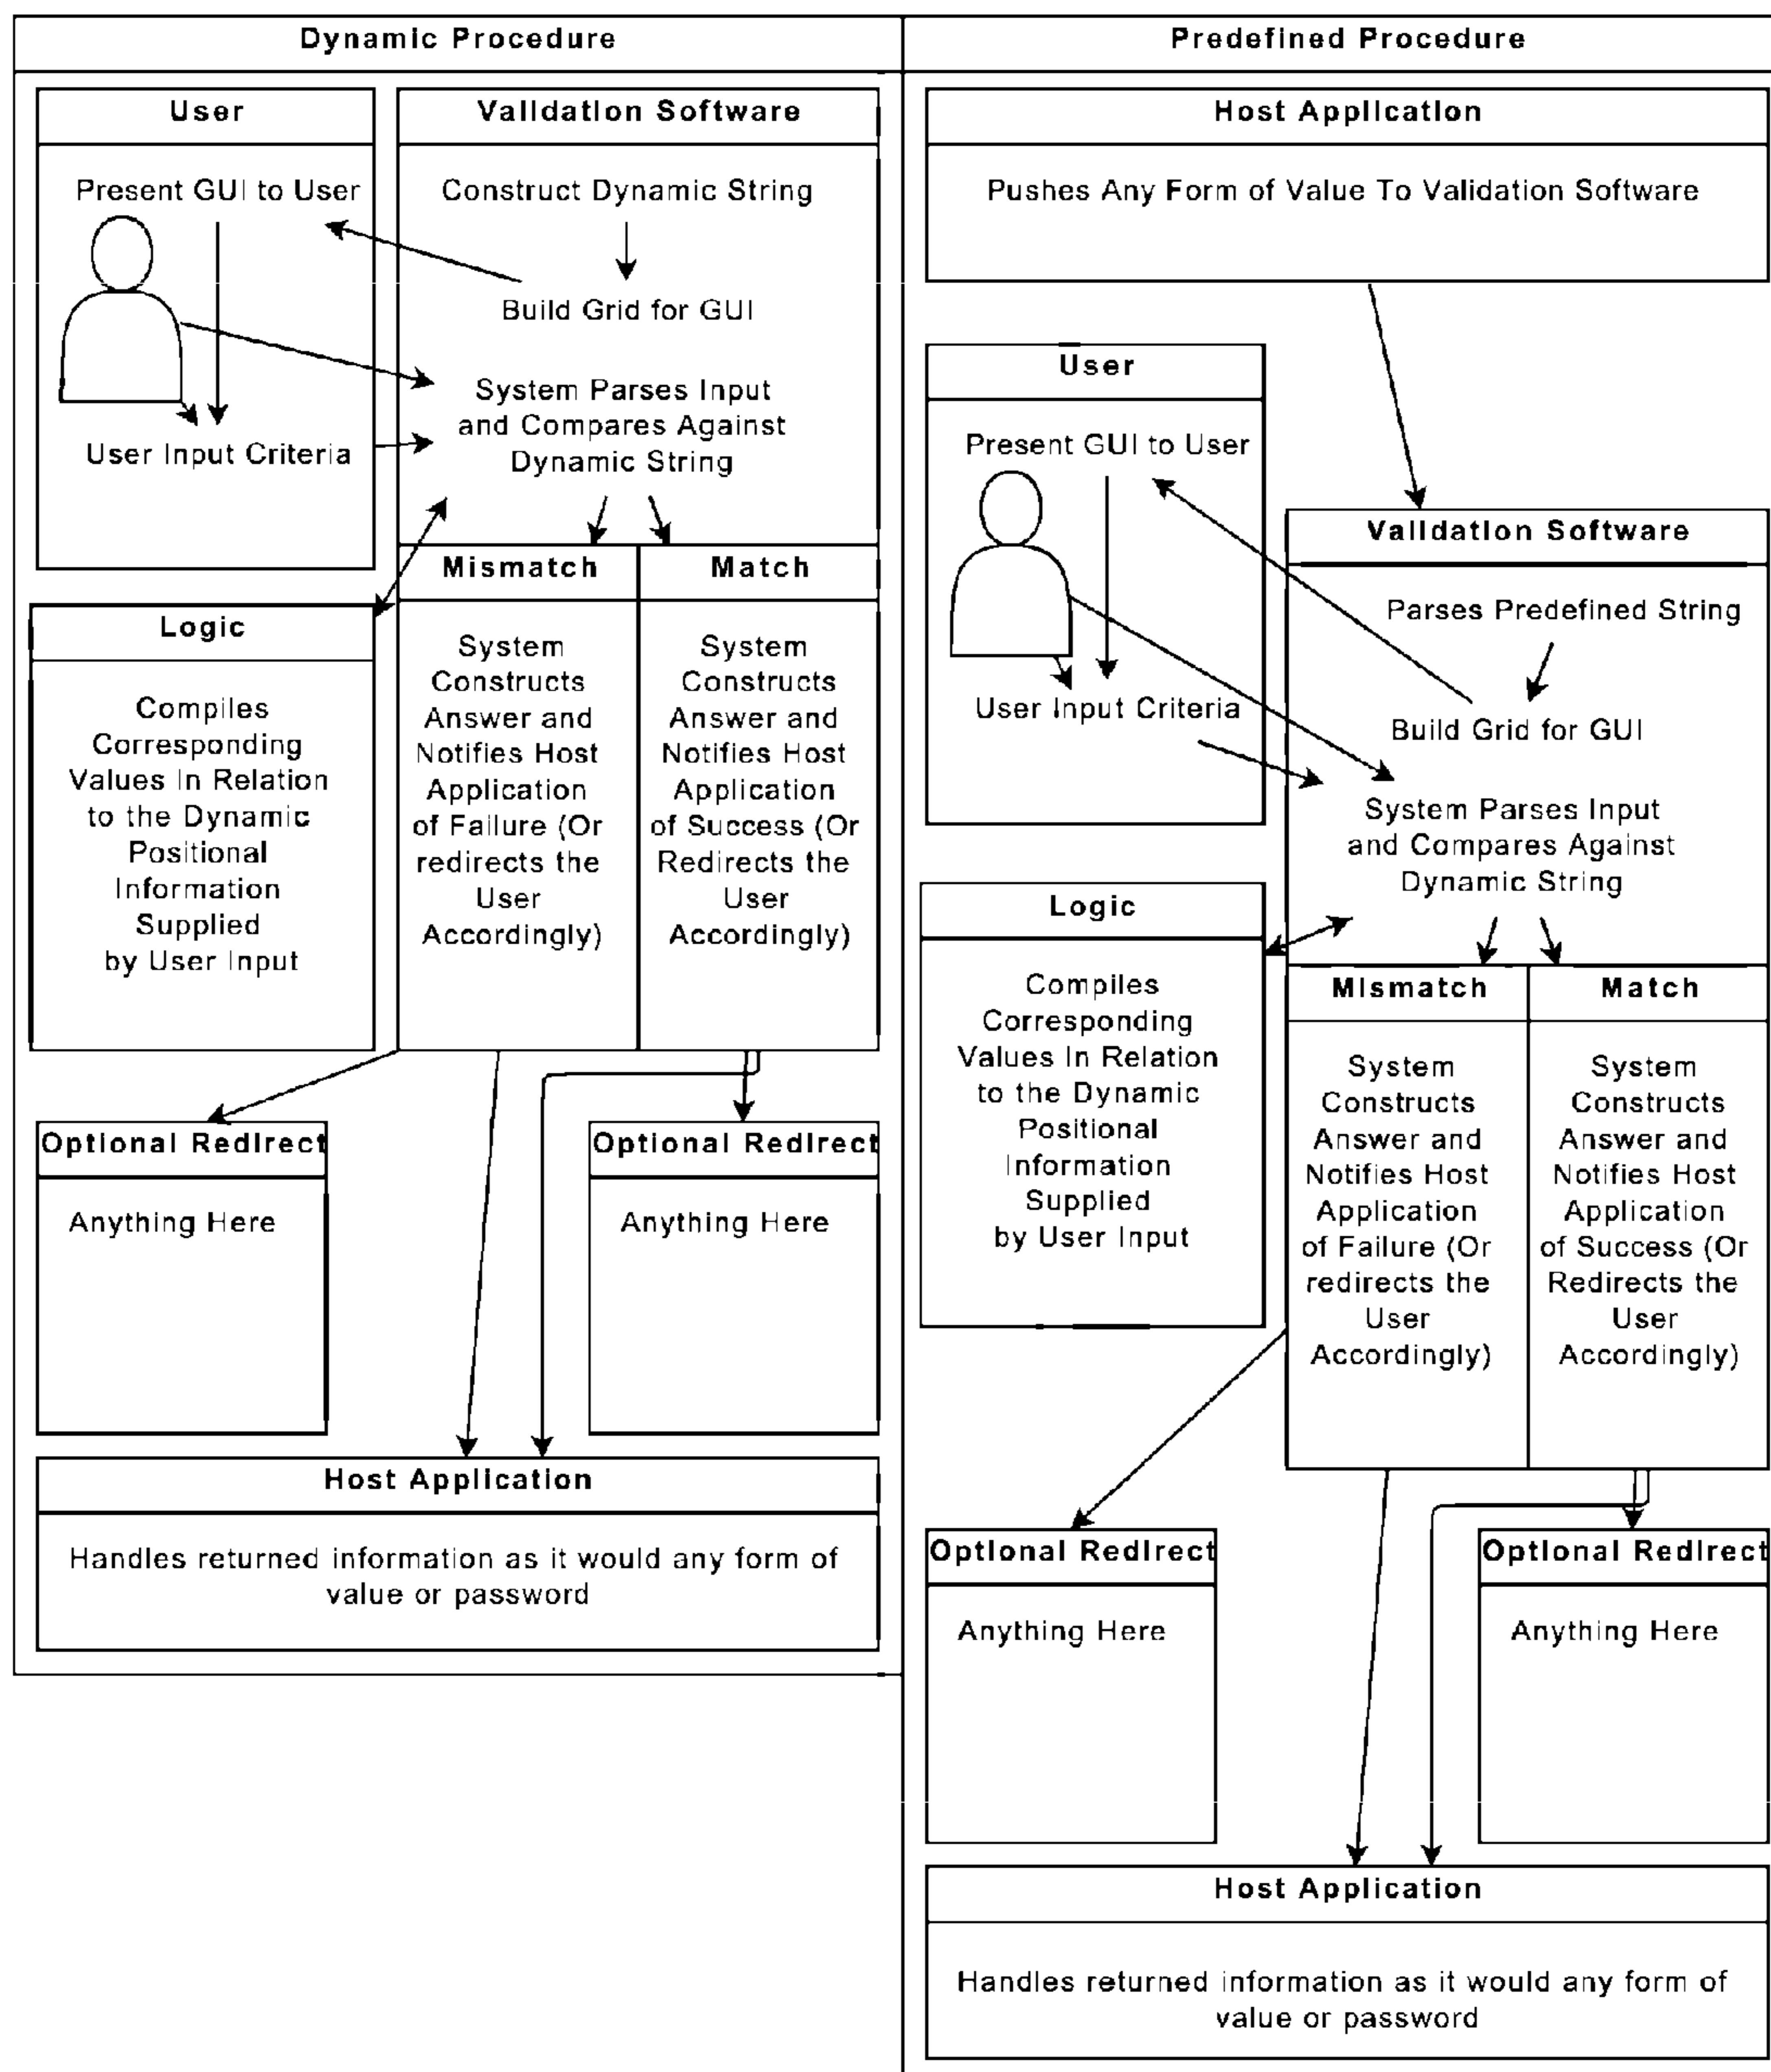 Dynamic Procedure
User
Present GUI to User
User Input Criteria
Validation Software
Construct Dynamic String
Build Grid for GUI
System Parses Input
and Compares Against
Dynamic String
Logic
Compiles
Corresponding
Values In Relation
to the Dynamic
Positional
Information
Supplied
by User Input
Mismatch
System
Constructs
Answer and
Notifies Host
Application
of Failure (Or
redirects the
User
Accordingly)
Match
System
Constructs
Answer and
Notifies Host
Application
of Success (Or
Redirects the
User
Accordingly)
Optional Redirect
Anything Here
Optional Redirect
Anything Here
Host Application
Handles returned information as it would any form of
value or password
Predefined Procedure
Host Application
Pushes Any Form of Value To Validation Software
User
Present GUI to User
User Input Criteria
Validation Software
Parses Predefined String
Build Grid for GUI
System Parses Input
and Compares Against
Dynamic String
Logic
Compiles
Corresponding
Values In Relation
to the Dynamic
Positional
Information
Supplied
by User Input
Mismatch
System
Constructs
Answer and
Notifies Host
Application
of Failure (Or
redirects the
User
Accordingly)
Match
System
Constructs
Answer and
Notifies Host
Application
of Success (Or
Redirects the
User
Accordingly)
Optional Redirect
Anything Here
Optional Redirect
Anything Here
Host Application
Handles returned information as it would any form of
value or password